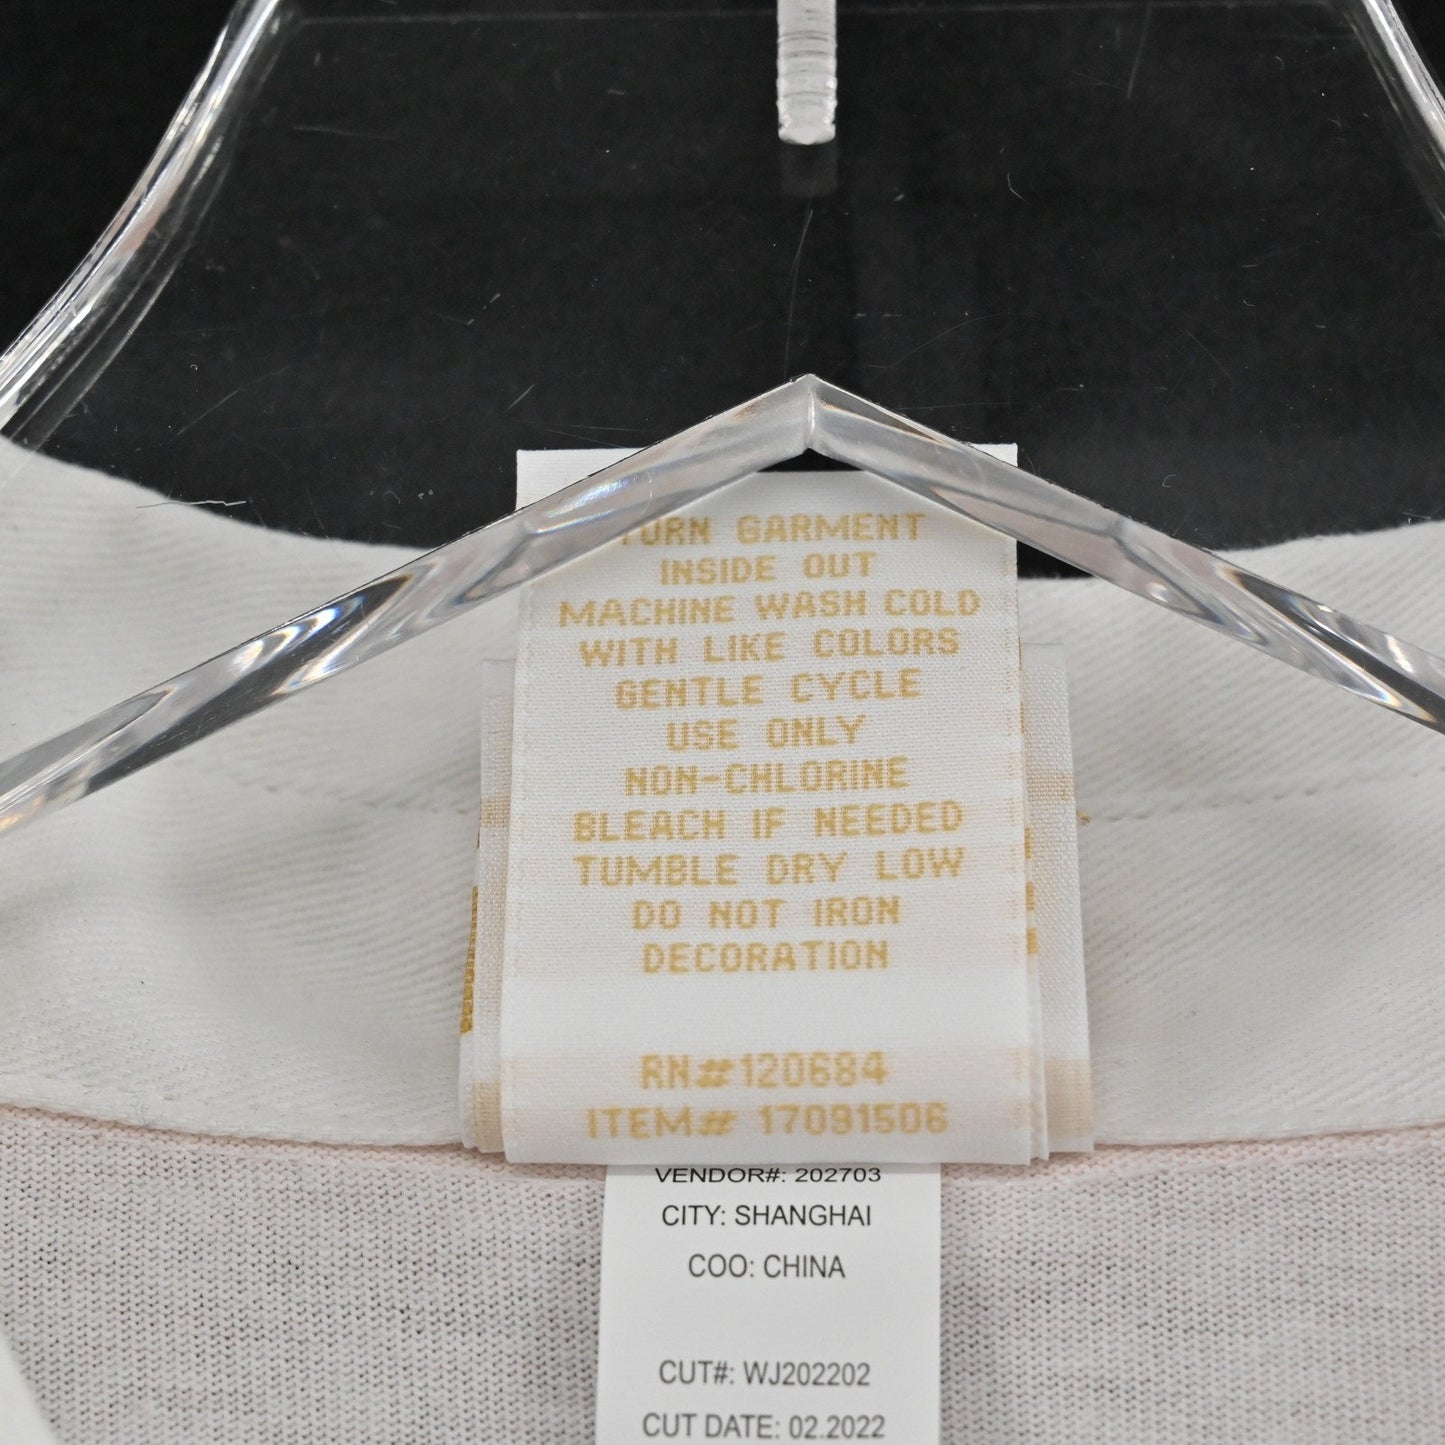 TURN GARMENT
INSIDE OUT
MACHINE WASH COLD
WITH LIKE COLORS
GENTLE CYCLE
USE ONLY
NON-CHLORINE
BLEACH IF NEEDED
TUMBLE DRY LOW
DO NOT IRON
DECORATION
RN#120684
ITEM# 17091506
VENDOR#: 202703
CITY: SHANGHAI
COO: CHINA
CUT#: WJ202202
CUT DATE: 02.2022